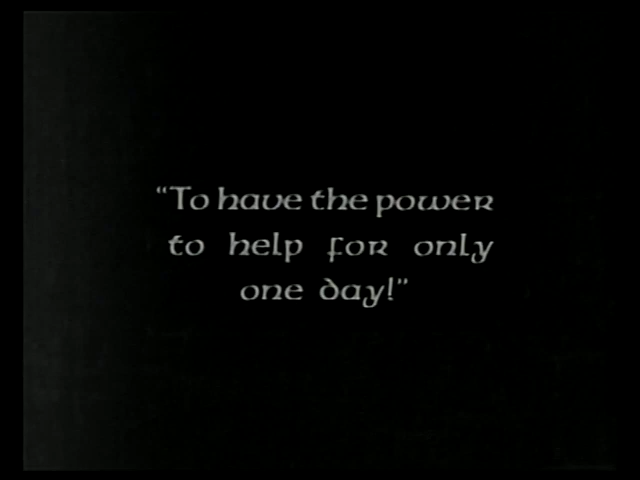 “To have the power
to help for only
one day!”